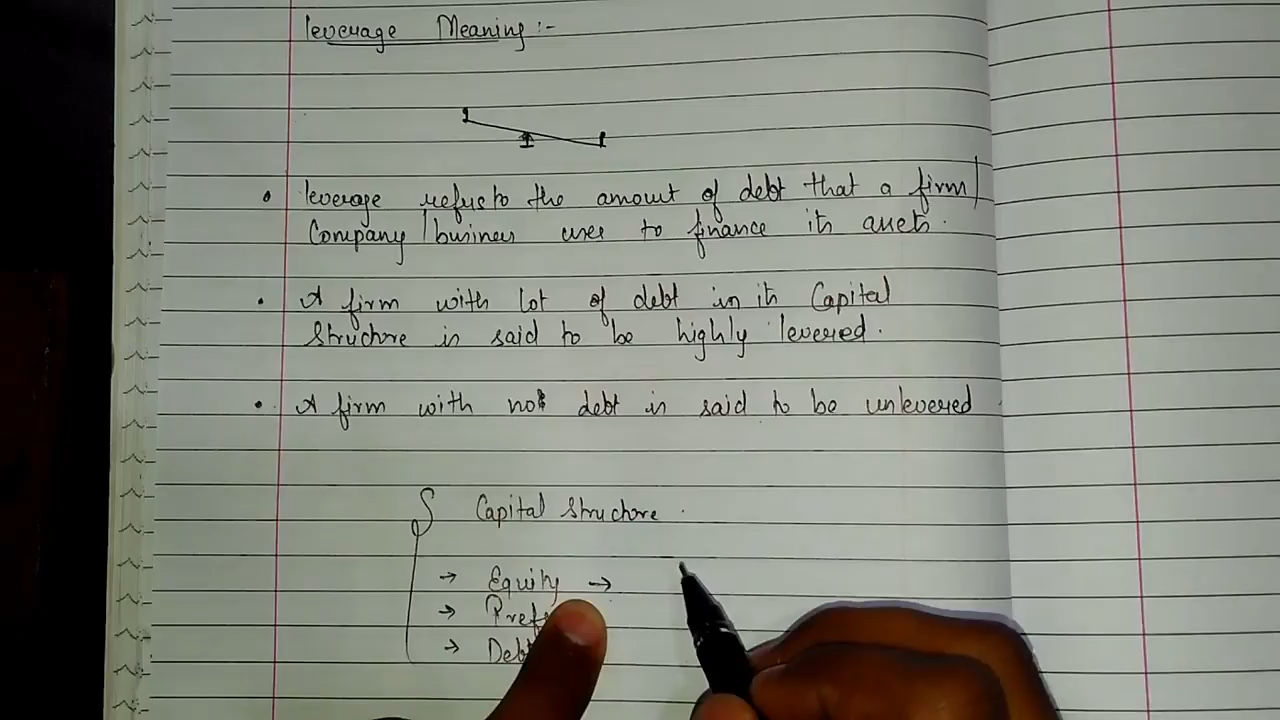 leverage Meaning :-
• leverage refers to the amount of debt that a firm/
Company/business uses to finance its assets.
• A firm with lot of debt in its Capital
Structure is said to be highly levered.
• A firm with no debt is said to be unlevered
Capital Structure.
→ Equity →
→ Pref
→ Deb